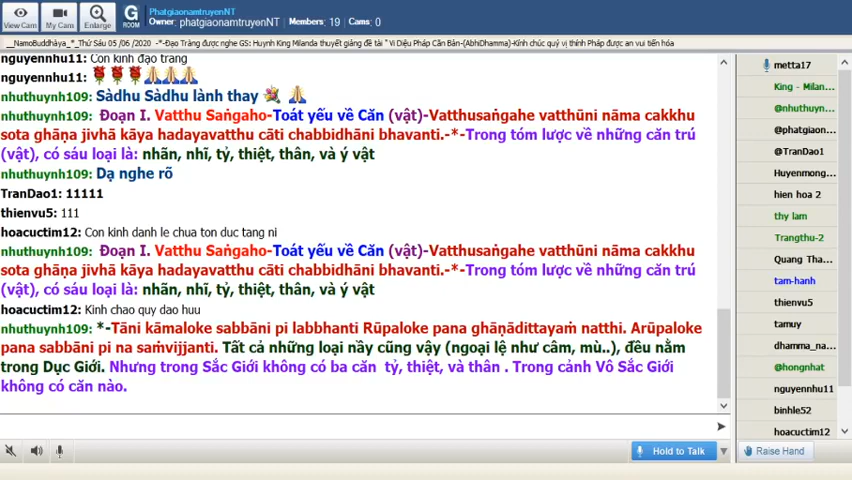 PhatgiaonamtruyenNT
Owner: phatgiaonamtruyenNT Members: 19 Cams: 0
View Cam
My Cam
Enlarge
G
ROOM
__NamoBuddhàya_*_Thứ Sáu 05 /06 /2020 -*-Đạo Tràng được nghe GS: Huynh King Milanda thuyết giảng đề tài " Vi Diệu Pháp Căn Bản-{AbhiDhamma}-Kính chúc quý vị thính Pháp được an vui tiến hóa
nguyennhu11: Con kinh đạo trang
nguyennhu11:
nhuthuynh109: Sàdhu Sàdhu lành thay
nhuthuynh109: Đoạn I. Vatthu Saṅgaho-Toát yếu về Căn (vật)-Vatthusaṅgahe vatthūni nāma cakkhu
sota ghāṇa jivhā kāya hadayavatthu cāti chabbidhāni bhavanti.-*-Trong tóm lược về những căn trú
(vật), có sáu loại là: nhãn, nhĩ, tỷ, thiệt, thân, và ý vật
nhuthuynh109: Dạ nghe rõ
TranDao1: 11111
thienvu5: 111
hoacuctim12: Con kinh danh le chua ton duc tang ni
nhuthuynh109: Đoạn I. Vatthu Saṅgaho-Toát yếu về Căn (vật)-Vatthusaṅgahe vatthūni nāma cakkhu
sota ghāṇa jivhā kāya hadayavatthu cāti chabbidhāni bhavanti.-*-Trong tóm lược về những căn trú
(vật), có sáu loại là: nhãn, nhĩ, tỷ, thiệt, thân, và ý vật
hoacuctim12: Kinh chao quy dao huu
nhuthuynh109: *-Tāni kāmaloke sabbāni pi labbhanti Rūpaloke pana ghāṇādittayaṁ natthi. Arūpaloke
pana sabbāni pi na saṁvijjanti. Tất cả những loại nầy cũng vậy (ngoại lệ như câm, mù..), đều nằm
trong Dục Giới. Nhưng trong Sắc Giới không có ba căn tỷ, thiệt, và thân . Trong cảnh Vô Sắc Giới
không có căn nào.
metta17
King - Milan...
@nhuthuynh...
@phatgiaon...
@TranDao1
Huyenmong...
hien hoa 2
thy lam
Trangthu-2
Quang Tha...
tam-hanh
thienvu5
tamuy
dhamma_na...
@hongnhat
nguyennhu11
binhle52
hoacuctim12
Hold to Talk
Raise Hand